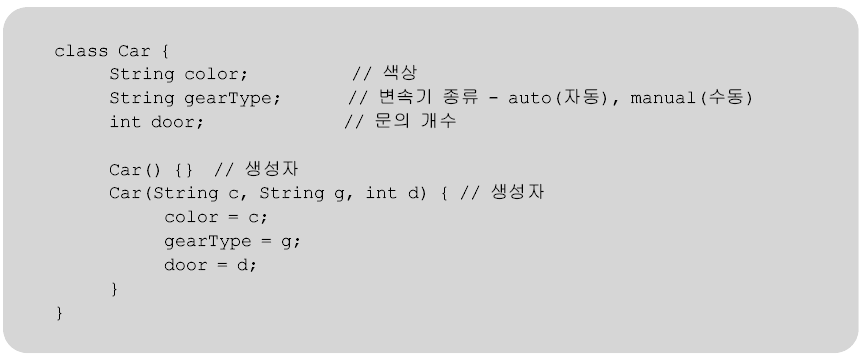 class Car {
String color; // 색상
String gearType; // 변속기 종류 - auto(자동), manual(수동)
int door; // 문의 개수
Car() {} // 생성자
Car(String c, String g, int d) { // 생성자
color = c;
gearType = g;
door = d;
}
}